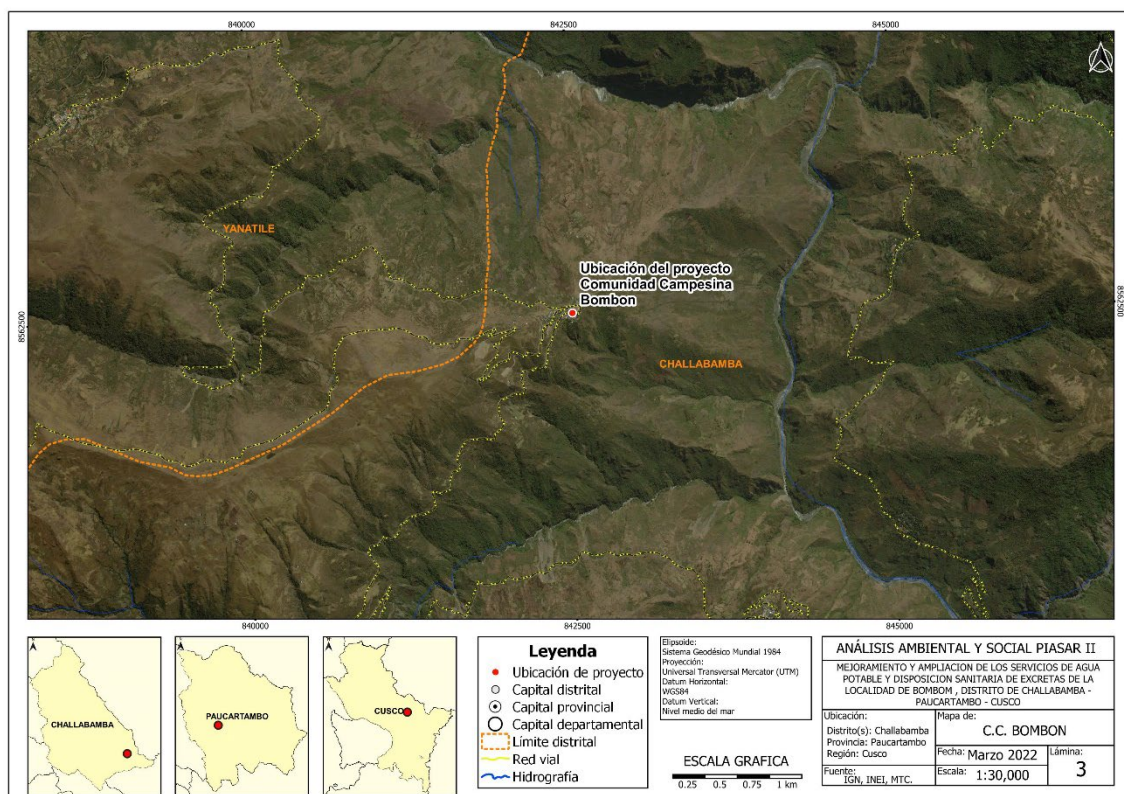 840000
842500
845000
YANATILE
Ubicación del proyecto
Comunidad Campesina
Bombon
CHALLABAMBA
8562500
8562500
840000
842500
845000
CHALLABAMBA
PAUCARTAMBO
CUSCO
Leyenda
Ubicación de proyecto
Capital distrital
Capital provincial
Capital departamental
Límite distrital
Red vial
Hidrografía
Elipsoide:
Sistema Geodésico Mundial 1984
Proyección:
Universal Transversal Mercator (UTM)
Datum Horizontal:
WGS84
Datum Vertical:
Nivel medio del mar
ESCALA GRAFICA
0.25 0.5 0.75 1 km
ANÁLISIS AMBIENTAL Y SOCIAL PIASAR II
MEJORAMIENTO Y AMPLIACION DE LOS SERVICIOS DE AGUA
POTABLE Y DISPOSICION SANITARIA DE EXCRETAS DE LA
LOCALIDAD DE BOMBOM , DISTRITO DE CHALLABAMBA -
PAUCARTAMBO - CUSCO
Ubicación:
Distrito(s): Challabamba
Provincia: Paucartambo
Región: Cusco
Mapa de:
C.C. BOMBON
Fuente:
IGN, INEI, MTC.
Fecha: Marzo 2022
Escala: 1:30,000
Lámina:
3